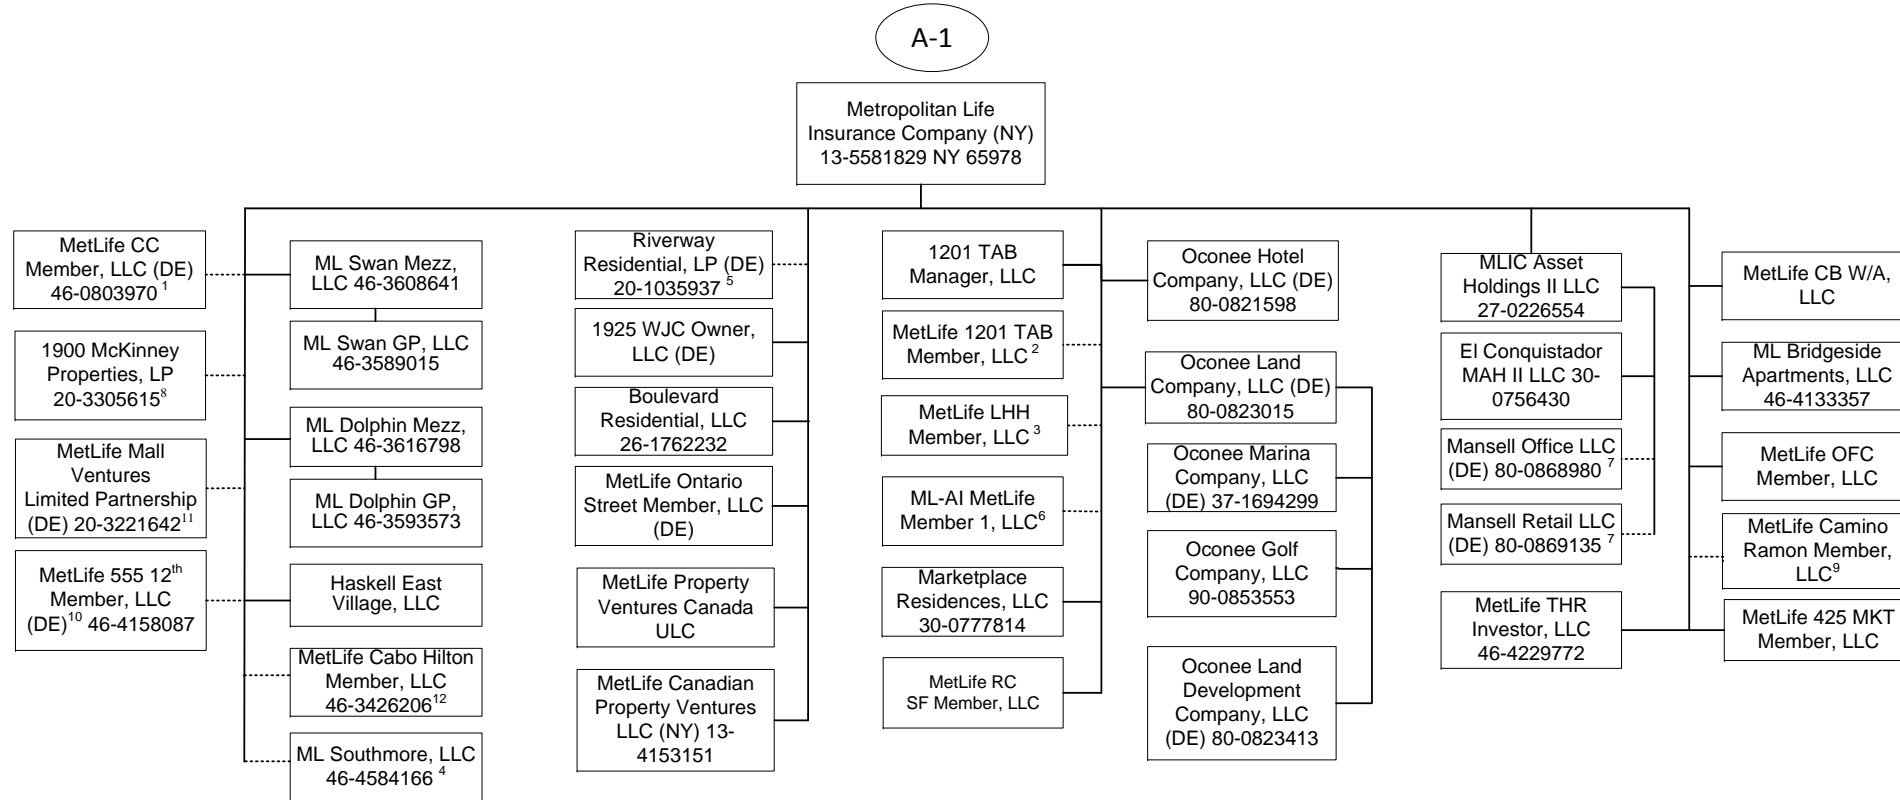 A-1
Metropolitan Life
Insurance Company (NY)
13-5581829 NY 65978
MetLife CC
Member, LLC (DE)
46-0803970 1
1900 McKinney
Properties, LP
20-3305615 8
MetLife Mall
Ventures
Limited Partnership
(DE) 20-3221642 11
MetLife 555 12th
Member, LLC
(DE)10 46-4158087
ML Swan Mezz,
LLC 46-3608641
ML Swan GP, LLC
46-3589015
ML Dolphin Mezz,
LLC 46-3616798
ML Dolphin GP,
LLC 46-3593573
Haskell East
Village, LLC
MetLife Cabo Hilton
Member, LLC
46-3426206 12
ML Southmore, LLC
46-4584166 4
Riverway
Residential, LP (DE)
20-1035937 5
1925 WJC Owner,
LLC (DE)
Boulevard
Residential, LLC
26-1762232
MetLife Ontario
Street Member, LLC
(DE)
MetLife Property
Ventures Canada
ULC
MetLife Canadian
Property Ventures
LLC (NY) 13-
4153151
1201 TAB
Manager, LLC
MetLife 1201 TAB
Member, LLC 2
MetLife LHH
Member, LLC 3
ML-AI MetLife
Member 1, LLC6
Marketplace
Residences, LLC
30-0777814
MetLife RC
SF Member, LLC
Oconee Hotel
Company, LLC (DE)
80-0821598
Oconee Land
Company, LLC (DE)
80-0823015
Oconee Marina
Company, LLC
(DE) 37-1694299
Oconee Golf
Company, LLC
90-0853553
Oconee Land
Development
Company, LLC
(DE) 80-0823413
MLIC Asset
Holdings II LLC
27-0226554
El Conquistador
MAH II LLC 30-
0756430
Mansell Office LLC
(DE) 80-0868980 7
Mansell Retail LLC
(DE) 80-0869135 7
MetLife THR
Investor, LLC
46-4229772
MetLife CB W/A,
LLC
ML Bridgeside
Apartments, LLC
46-4133357
MetLife OFC
Member, LLC
MetLife Camino
Ramon Member,
LLC9
MetLife 425 MKT
Member, LLC